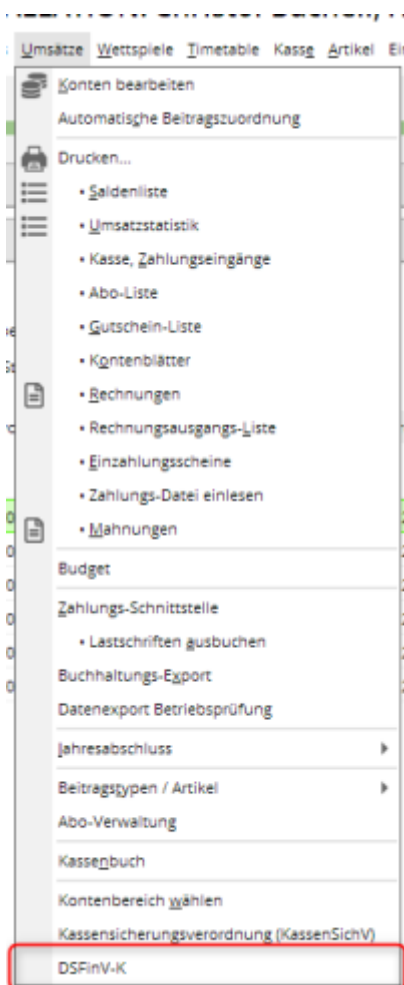 Umsätze Wettspiele Timetable Kasse Artikel
Konten bearbeiten
Automatische Beitragszuordnung
Drucken...
• Saldenliste
• Umsatzstatistik
• Kasse, Zahlungseingänge
• Abo-Liste
• Gutschein-Liste
• Kontenblätter
• Rechnungen
• Rechnungsausgangs-Liste
• Einzahlungsscheine
• Zahlungs-Datei einlesen
• Mahnungen
Budget
Zahlungs-Schnittstelle
• Lastschriften ausbuchen
Buchhaltungs-Export
Datenexport Betriebsprüfung
Jahresabschluss
Beitragstypen / Artikel
Abo-Verwaltung
Kassenbuch
Kontenbereich wählen
Kassensicherungsverordnung (KassenSichV)
DSFinV-K